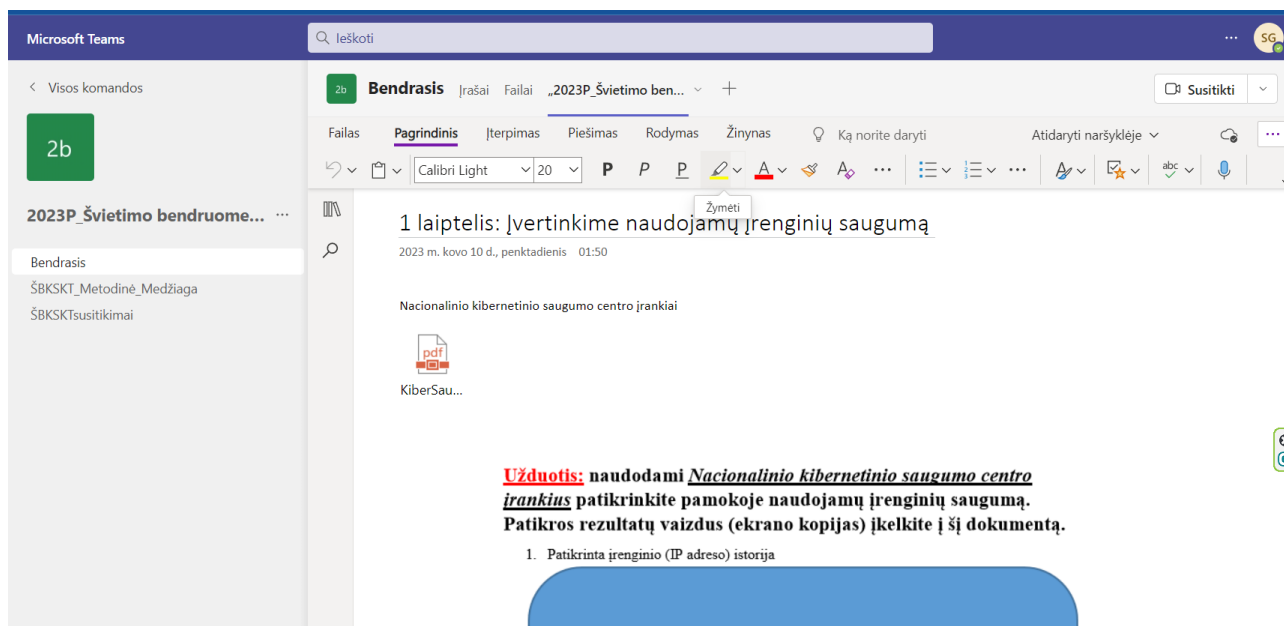 Microsoft Teams
Ieškoti
SG
Visos komandos
2b
2023P_Švietimo bendruome... ...
Bendrasis
ŠBKSKT_Metodinė_Medžiaga
ŠBKSKTsusitikimai
2b Bendrasis Įrašai Failai „2023P_Švietimo ben...
Susitikti
Failas Pagrindinis Įterpimas Piešimas Rodymas Žinynas Ką norite daryti Atidaryti naršyklėje
Calibri Light 20 P P P A A abc
Žymėti
1 laiptelis: Įvertinkime naudojamų įrenginių saugumą
2023 m. kovo 10 d., penktadienis 01:50
Nacionalinio kibernetinio saugumo centro įrankiai
pdf
KiberSau...
Užduotis: naudodami Nacionalinio kibernetinio saugumo centro
įrankius patikrinkite pamokoje naudojamų įrenginių saugumą.
Patikros rezultatų vaizdus (ekrano kopijas) įkelkite į šį dokumentą.
1. Patikrinta įrenginio (IP adreso) istorija